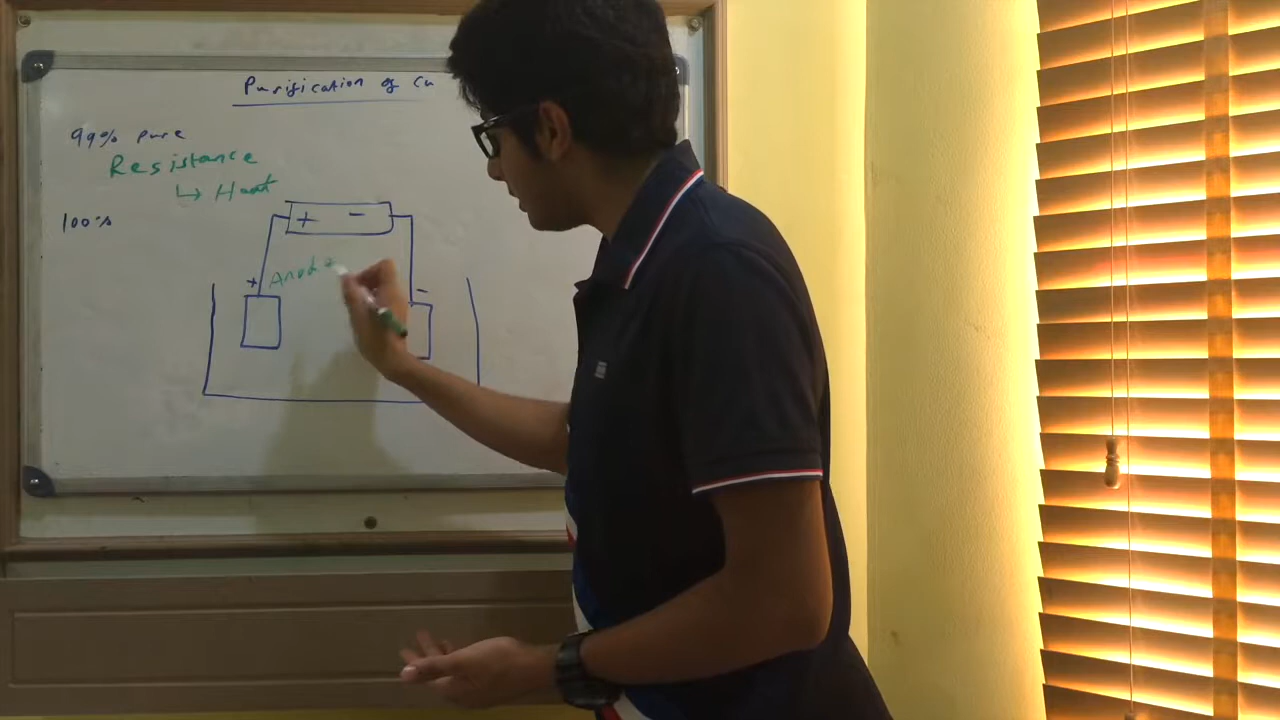 Purification of Cu
99% pure
Resistance
↳ Heat
100%
+ -
Anode
+ -